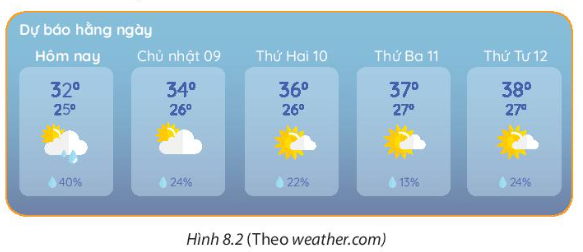 Dự báo hằng ngày
Hôm nay Chủ nhật 09 Thứ Hai 10 Thứ Ba 11 Thứ Tư 12
32° 34° 36° 37° 38°
25° 26° 26° 27° 27°
40% 24% 22% 13% 24%
Hình 8.2 (Theo weather.com)